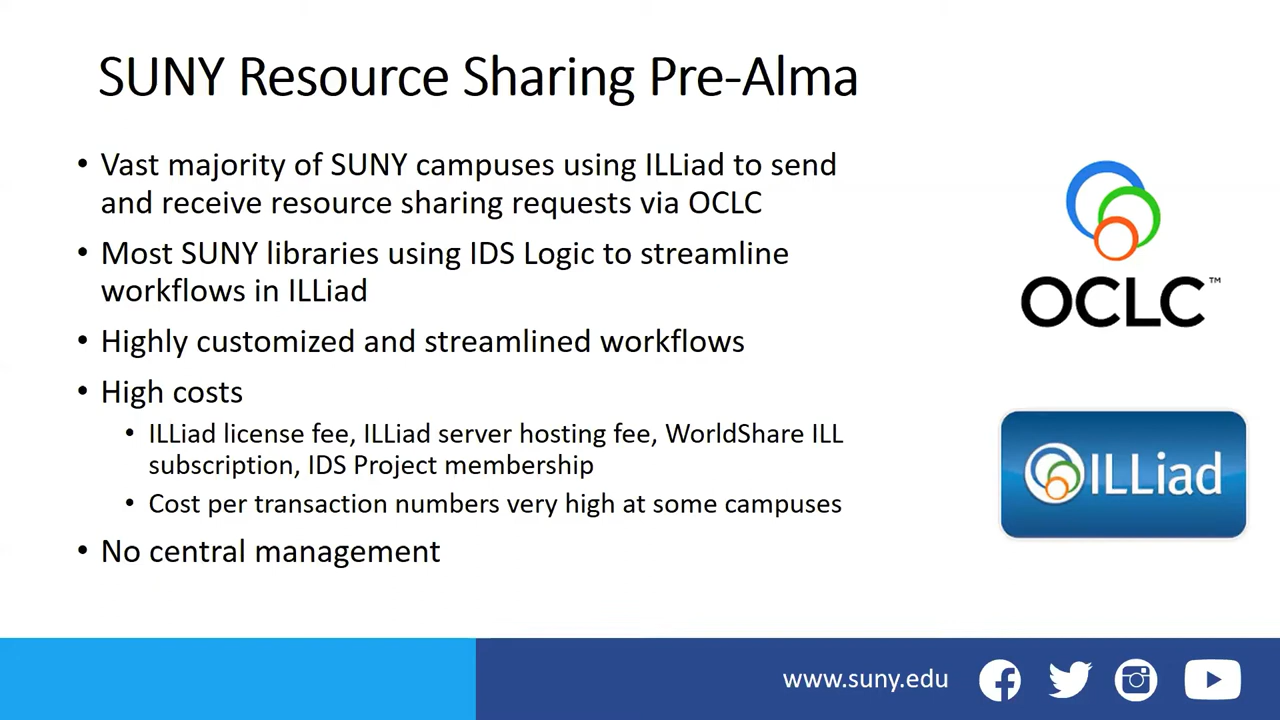 SUNY Resource Sharing Pre-Alma
• Vast majority of SUNY campuses using ILLiad to send
and receive resource sharing requests via OCLC
• Most SUNY libraries using IDS Logic to streamline
workflows in ILLiad
• Highly customized and streamlined workflows
• High costs
• ILLiad license fee, ILLiad server hosting fee, WorldShare ILL
subscription, IDS Project membership
• Cost per transaction numbers very high at some campuses
• No central management
OCLC™
ILLiad
www.suny.edu